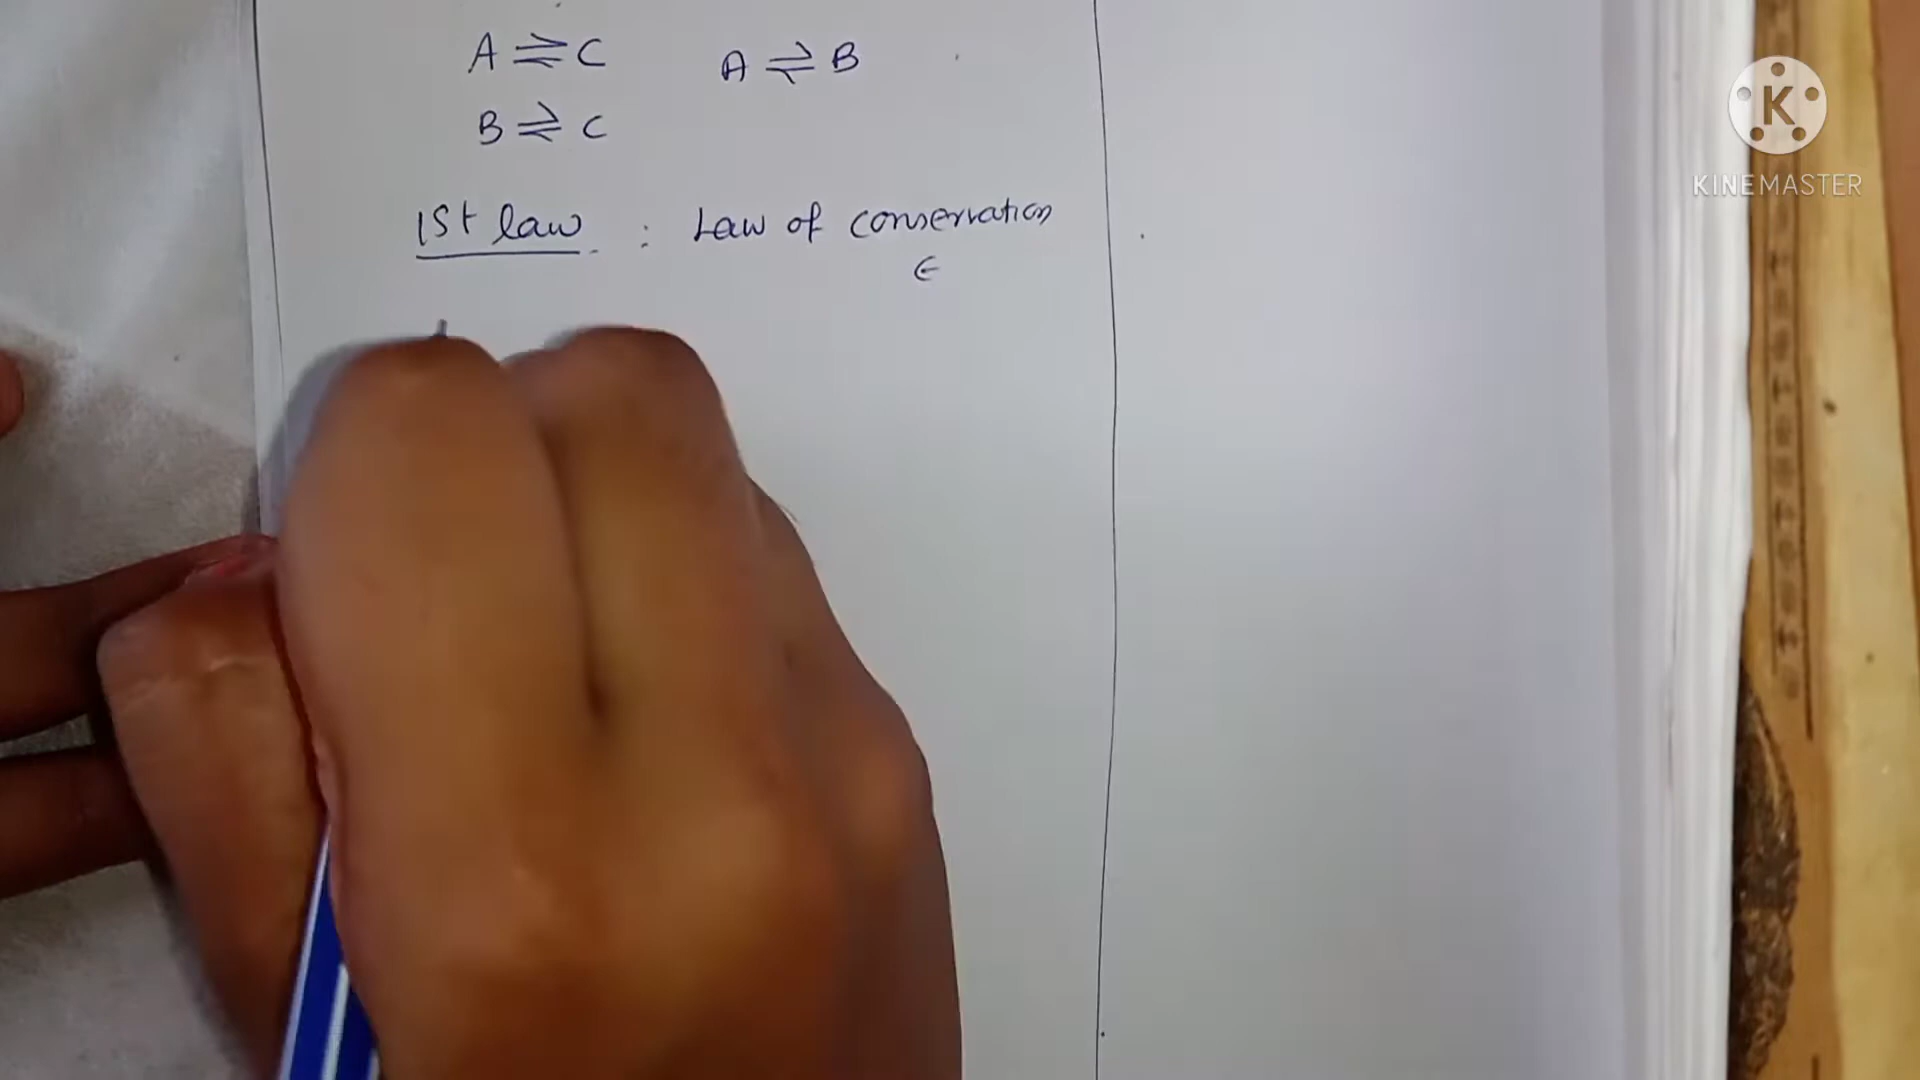 A ⇌ C A ⇌ B
B ⇌ C
1st law : Law of conservation
E
K
KINEMASTER